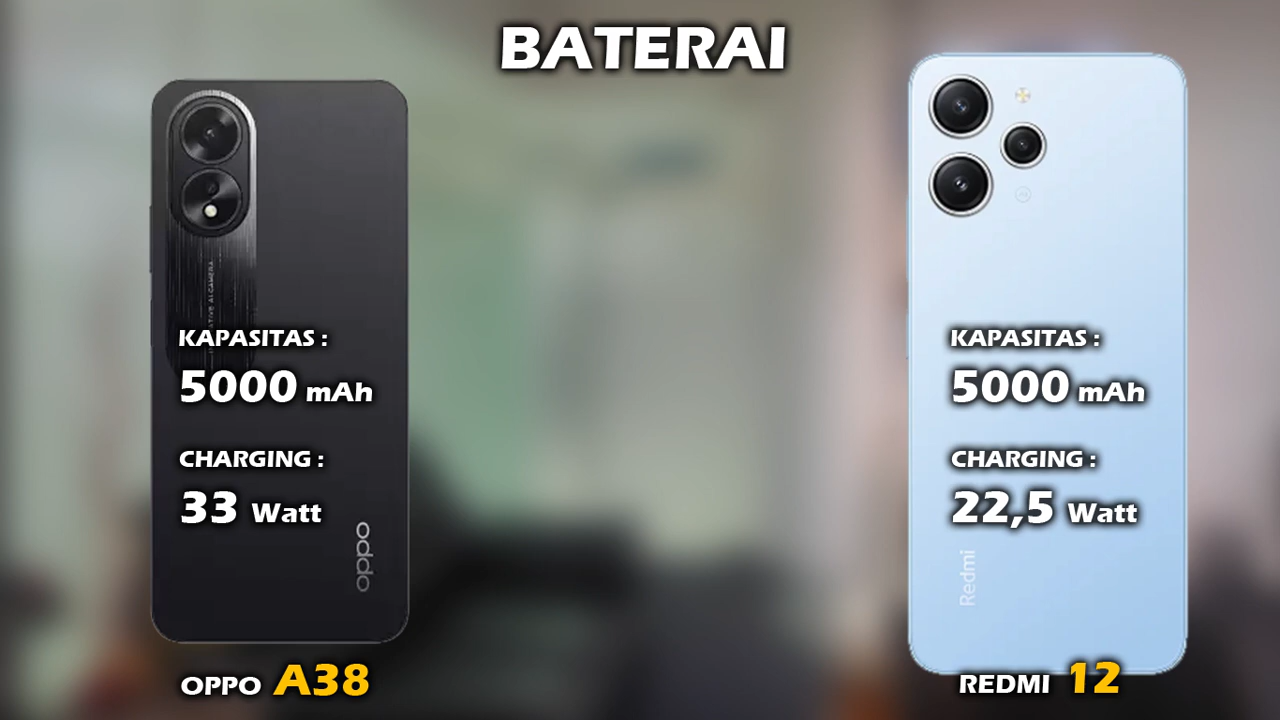 BATERAI
KAPASITAS :
5000 mAh
CHARGING :
33 Watt
oppo
OPPO A38
KAPASITAS :
5000 mAh
CHARGING :
22,5 Watt
Redmi
REDMI 12